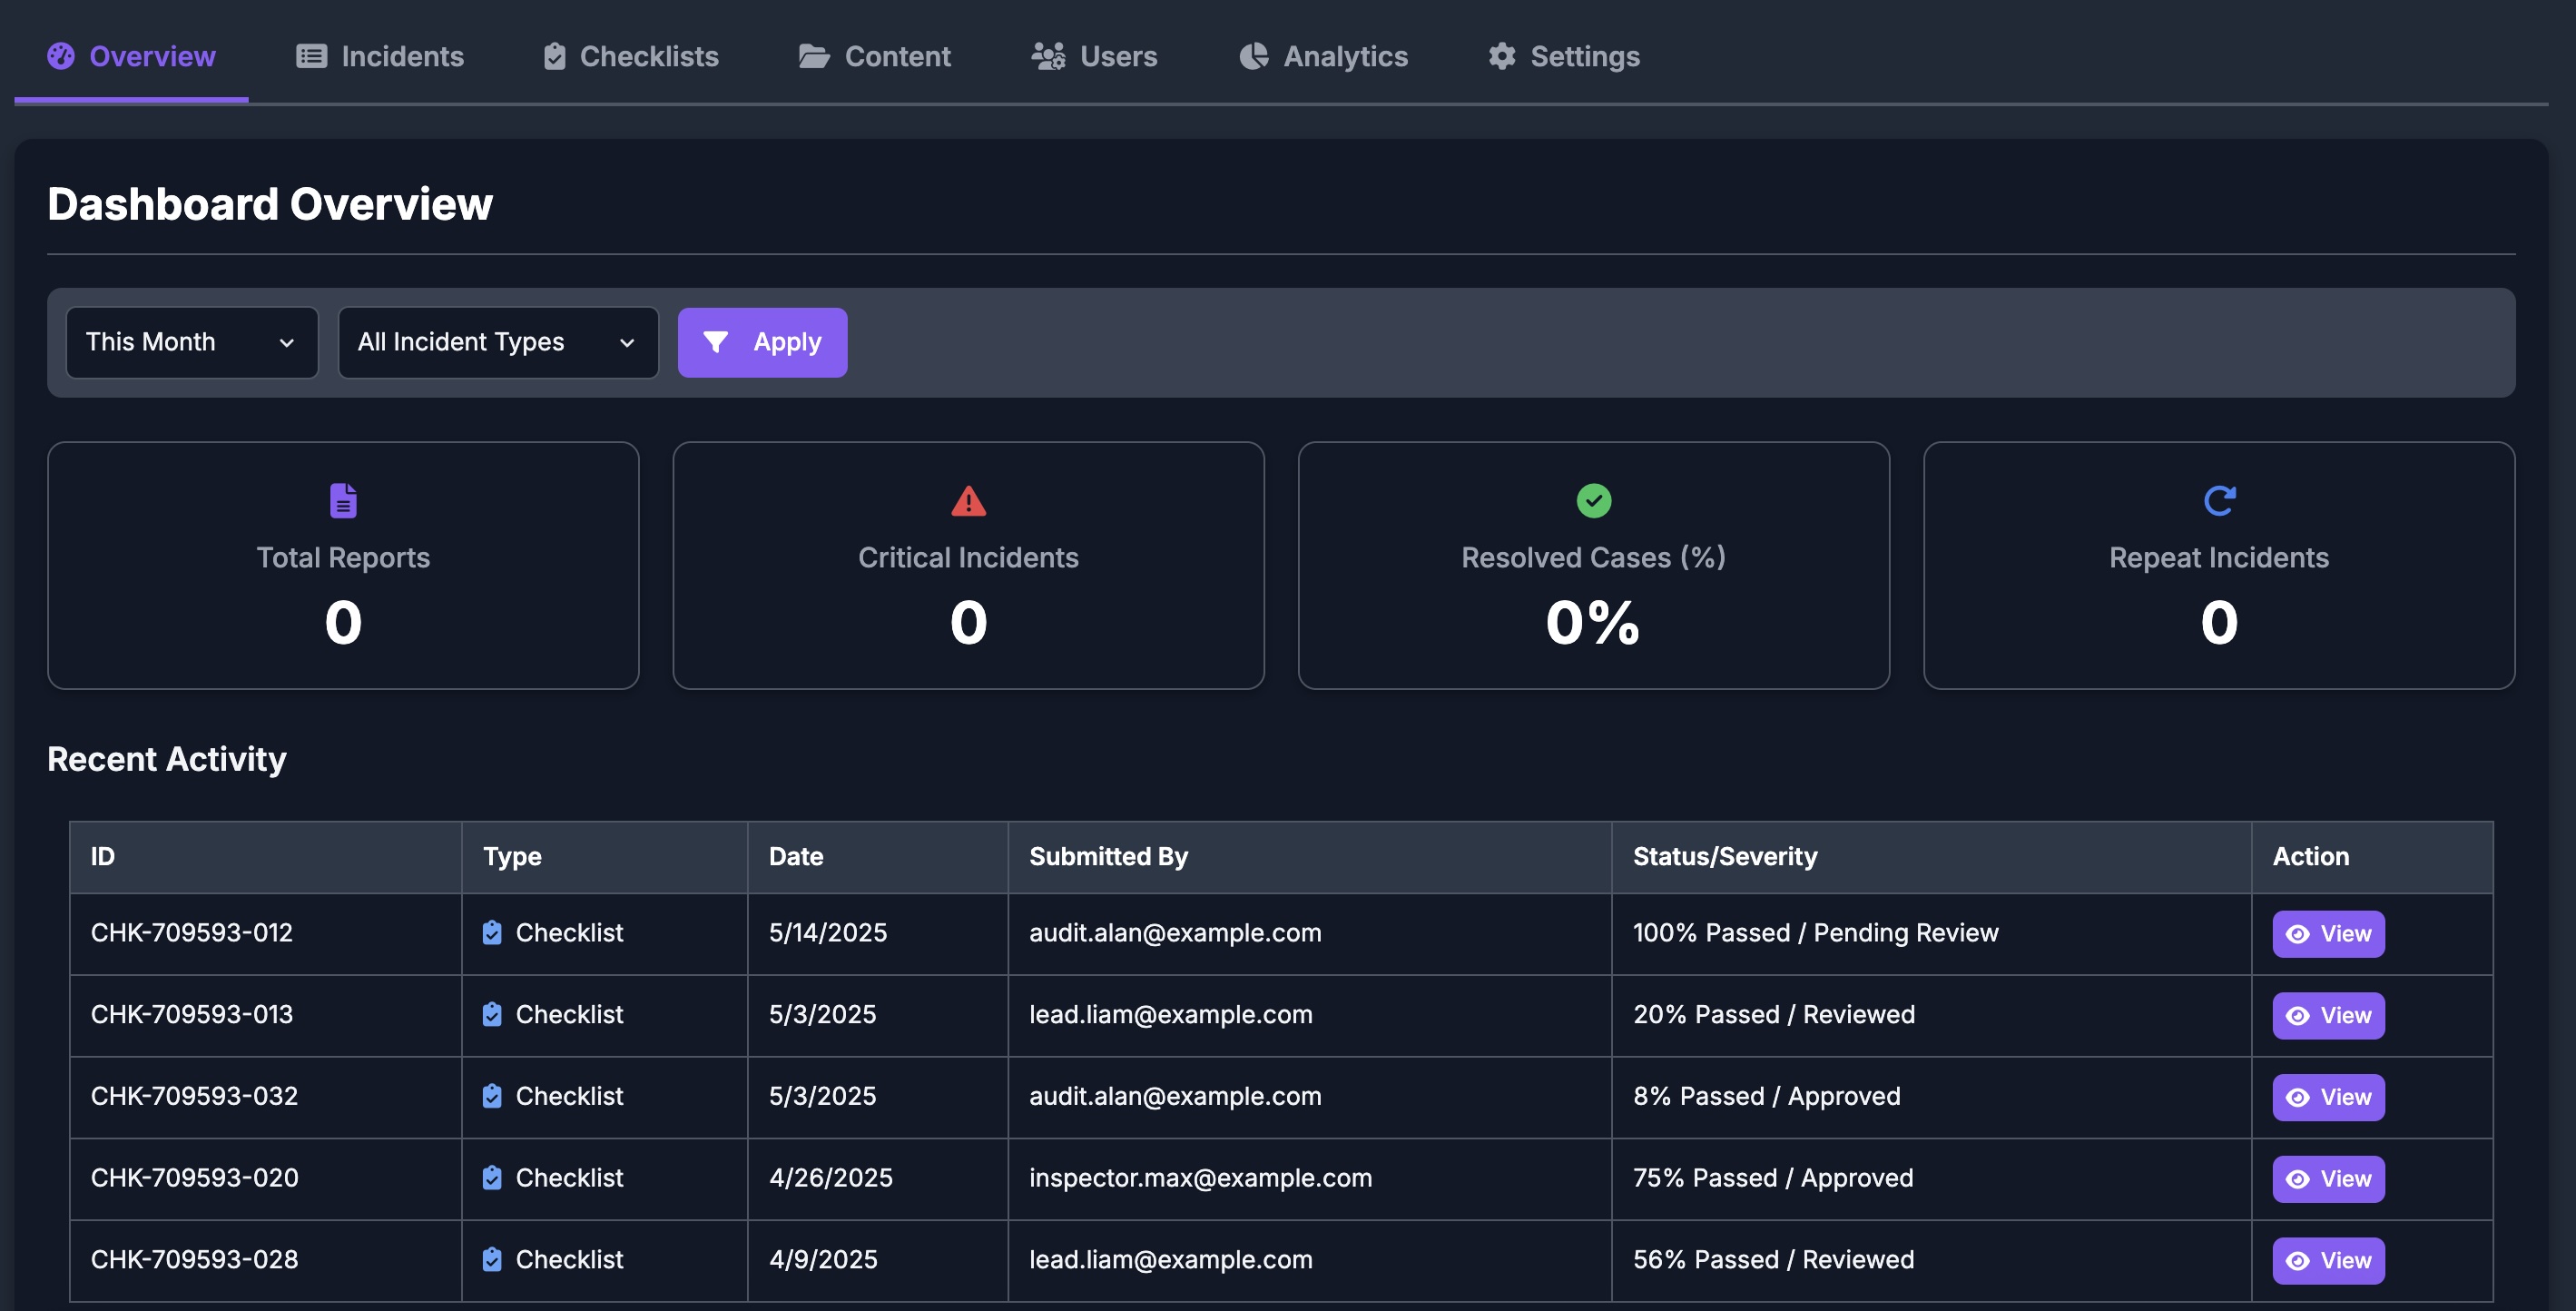 Overview Incidents Checklists Content Users Analytics Settings
Dashboard Overview
This Month All Incident Types Apply
Total Reports Critical Incidents Resolved Cases (%) Repeat Incidents
0 0 0% 0
Recent Activity
ID Type Date Submitted By Status/Severity Action
CHK-709593-012 Checklist 5/14/2025 audit.alan@example.com 100% Passed / Pending Review View
CHK-709593-013 Checklist 5/3/2025 lead.liam@example.com 20% Passed / Reviewed View
CHK-709593-032 Checklist 5/3/2025 audit.alan@example.com 8% Passed / Approved View
CHK-709593-020 Checklist 4/26/2025 inspector.max@example.com 75% Passed / Approved View
CHK-709593-028 Checklist 4/9/2025 lead.liam@example.com 56% Passed / Reviewed View